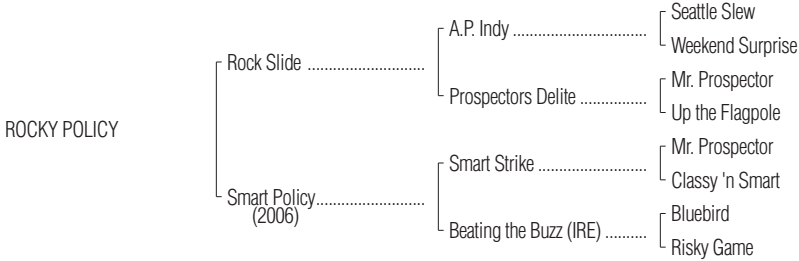 Seattle Slew
A.P. Indy ................................
Weekend Surprise
Rock Slide ............................
Mr. Prospector
Prospectors Delite ................
Up the Flagpole
ROCKY POLICY
Mr. Prospector
Smart Strike ..........................
Classy 'n Smart
Smart Policy..........................
(2006)
Bluebird
Beating the Buzz (IRE) ..........
Risky Game